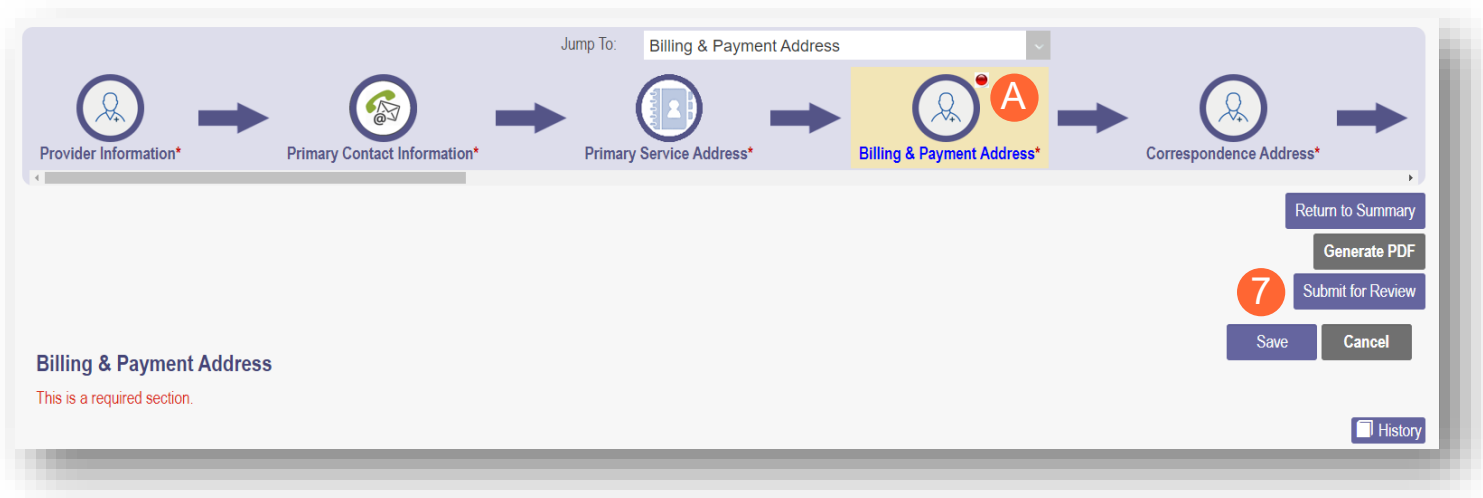 Jump To: Billing & Payment Address
A
Provider Information*
Primary Contact Information*
Primary Service Address*
Billing & Payment Address*
Correspondence Address*
Return to Summary
Generate PDF
7 Submit for Review
Save Cancel
Billing & Payment Address
This is a required section.
History